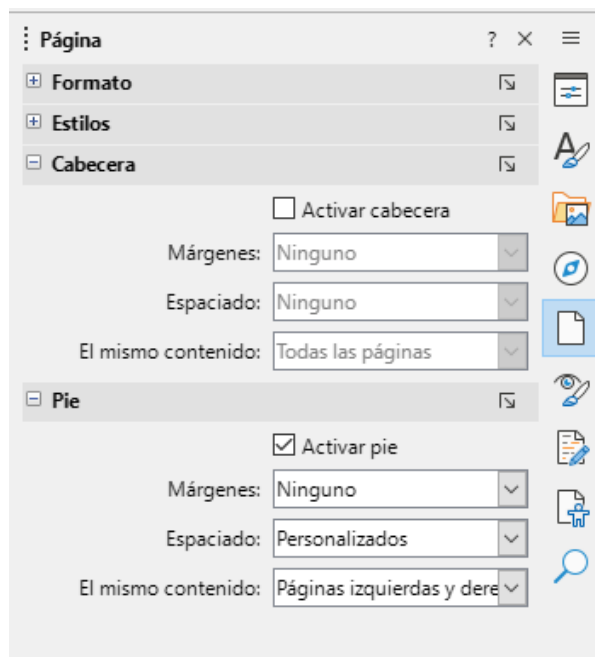 Página ?
Formato
Estilos
Cabecera
Activar cabecera
Márgenes: Ninguno
Espaciado: Ninguno
El mismo contenido: Todas las páginas
Pie
Activar pie
Márgenes: Ninguno
Espaciado: Personalizados
El mismo contenido: Páginas izquierdas y dere